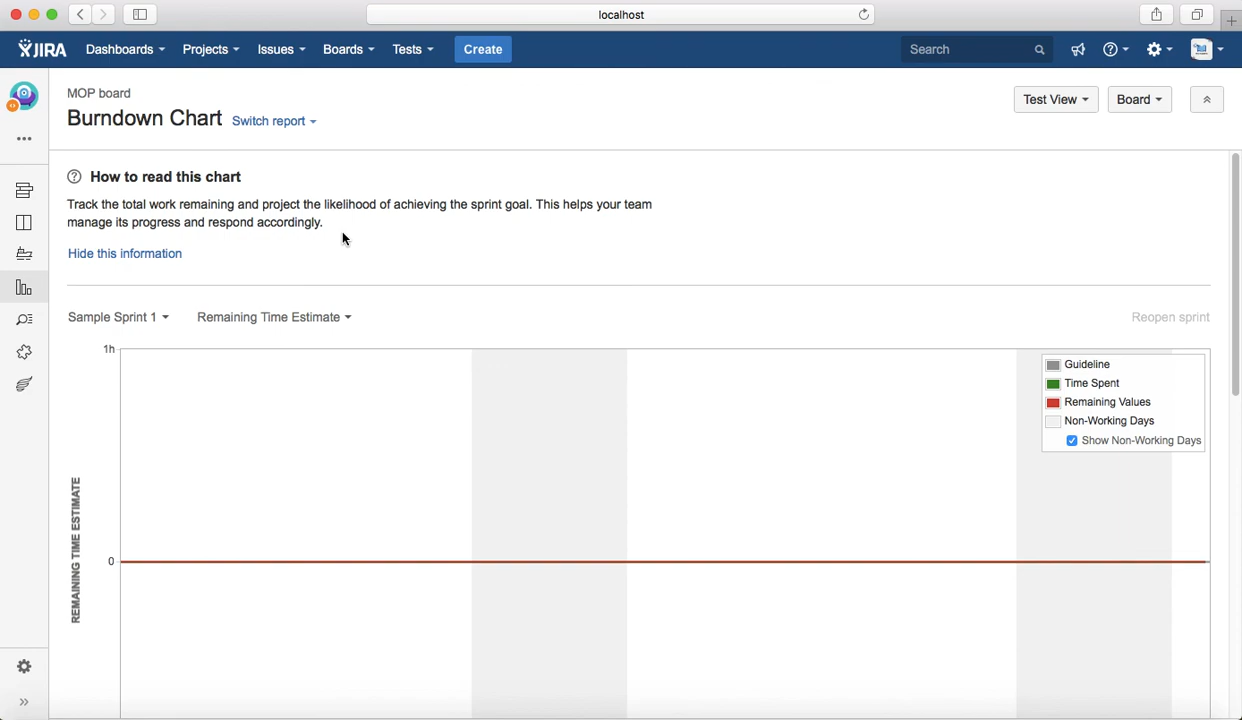 localhost
JIRA Dashboards Projects Issues Boards Tests Create Search
MOP board
Burndown Chart Switch report
Test View Board
How to read this chart
Track the total work remaining and project the likelihood of achieving the sprint goal. This helps your team
manage its progress and respond accordingly.
Hide this information
Sample Sprint 1 Remaining Time Estimate Reopen sprint
1h
Guideline
Time Spent
Remaining Values
Non-Working Days
Show Non-Working Days
REMAINING TIME ESTIMATE
0